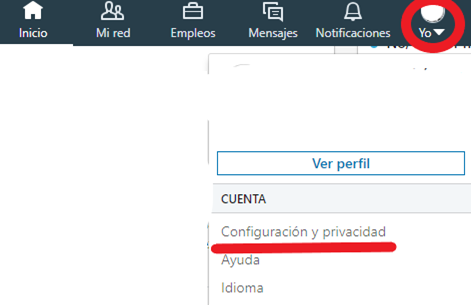 Inicio Mi red Empleos Mensajes Notificaciones Yo
Ver perfil
CUENTA
Configuración y privacidad
Ayuda
Idioma